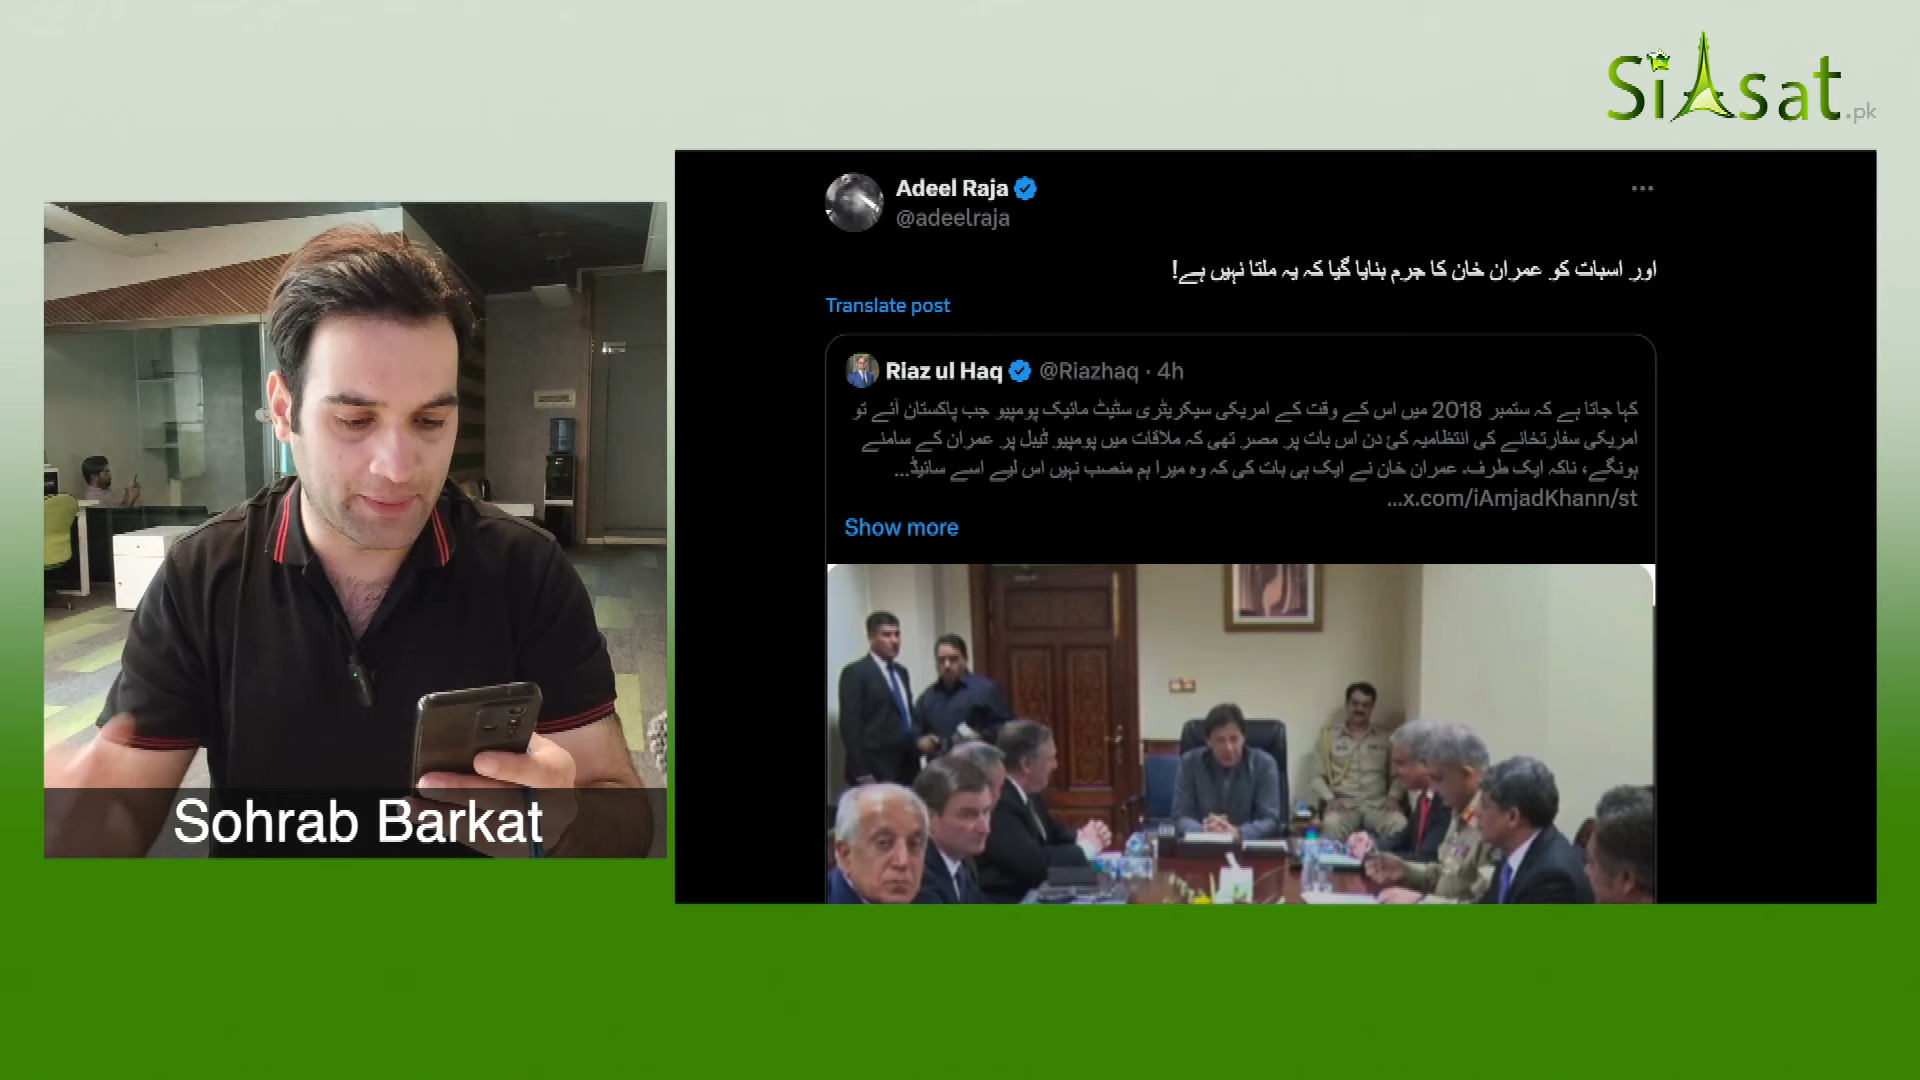 SiAsat.pk
Adeel Raja
@adeelraja
اور اسبات کو عمران خان کا جرم بنایا گیا کہ یہ ملتا نہیں ہے!
Translate post
Riaz ul Haq @Riazhaq · 4h
کہا جاتا ہے کہ ستمبر 2018 میں اس کے وقت کے امریکی سیکریٹری سٹیٹ مائیک پومپیو جب پاکستان آئے تو
امریکی سفارتخانے کی انتظامیہ کئ دن اس بات پر مصر تھی کہ ملاقات میں پومپیو ٹیبل پر عمران کے سامنے
ہونگے، ناکہ ایک طرف۔ عمران خان نے ایک ہی بات کی کہ وہ میرا ہم منصب نہیں اس لیے اسے سائیڈ...
x.com/iAmjadKhann/st...
Show more
Sohrab Barkat